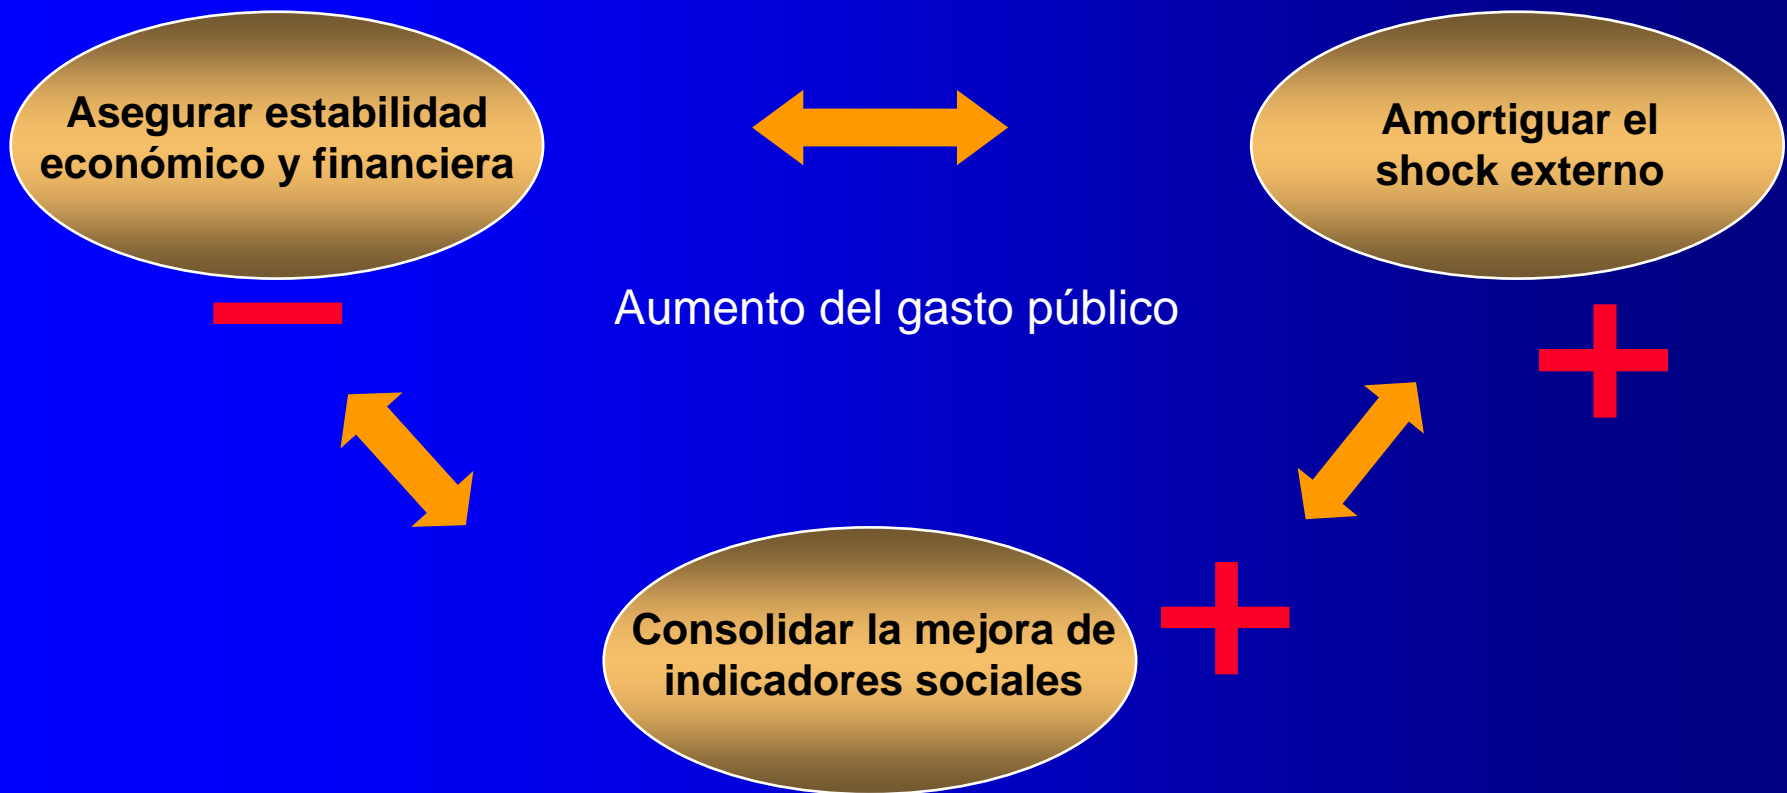 Asegurar estabilidad
económico y financiera
Amortiguar el
shock externo
Aumento del gasto público
Consolidar la mejora de
indicadores sociales